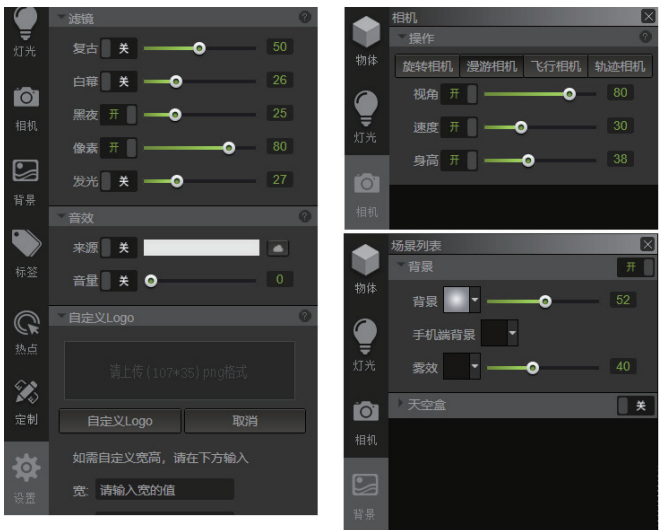 滤镜 ?
灯光
复古 关 50
白幕 关 26
相机
黑夜 开 25
像素 开 80
背景
发光 关 27
音效 ?
标签
来源 关
音量 关 0
自定义Logo ?
热点
请上传(107*35)png格式
定制
自定义Logo 取消
设置
如需自定义宽高，请在下方输入
宽: 请输入宽的值
相机
操作 ?
物体
旋转相机 漫游相机 飞行相机 轨迹相机
视角 开 80
灯光
速度 开 30
身高 开 38
相机
场景列表
背景 开
物体
背景 52
手机端背景
灯光
雾效 40
天空盒 关
相机
背景